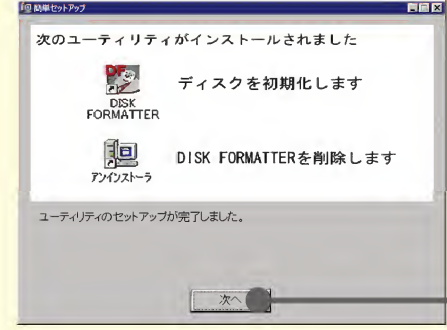 簡単セットアップ
次のユーティリティがインストールされました
DF
DISK
FORMATTER
ディスクを初期化します
アンインストーラ
DISK FORMATTERを削除します
ユーティリティのセットアップが完了しました。
次へ